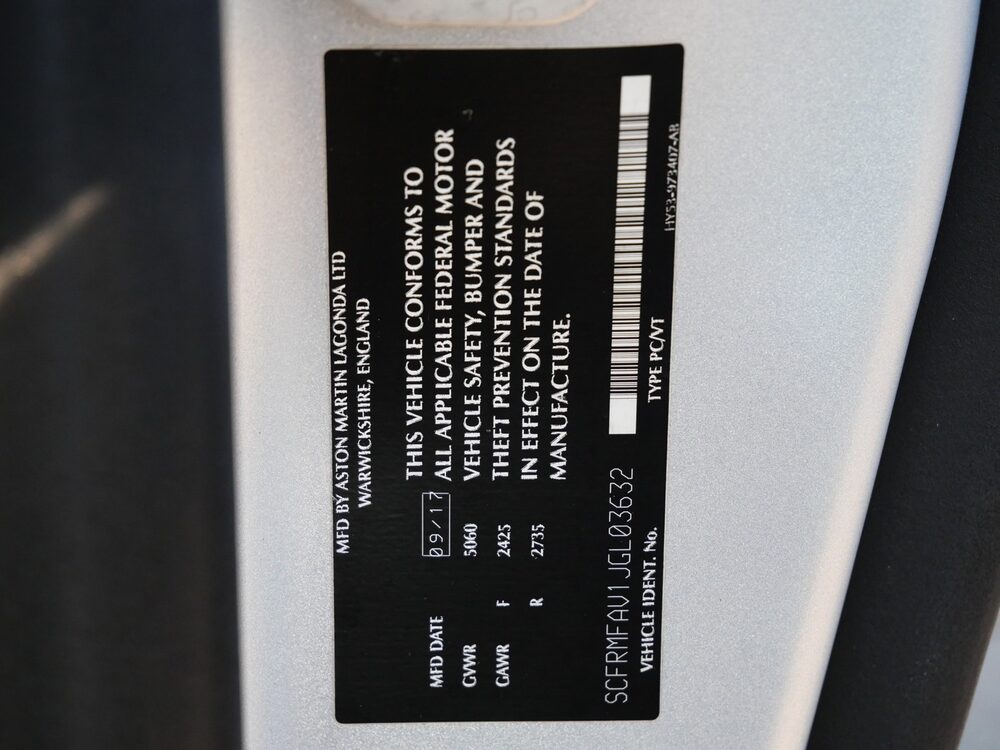 MFD BY ASTON MARTIN LAGONDA LTD
WARWICKSHIRE, ENGLAND
MFD DATE 09/17
GVWR 5060
GAWR F 2425
R 2735
THIS VEHICLE CONFORMS TO
ALL APPLICABLE FEDERAL MOTOR
VEHICLE SAFETY, BUMPER AND
THEFT PREVENTION STANDARDS
IN EFFECT ON THE DATE OF
MANUFACTURE.
SCFRMFAV1JGL03632
VEHICLE IDENT. No.
TYPE PC/VT
HY53-973407-AB